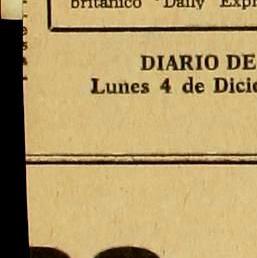 británico "Daily Expr
DIARIO DE
Lunes 4 de Dicie